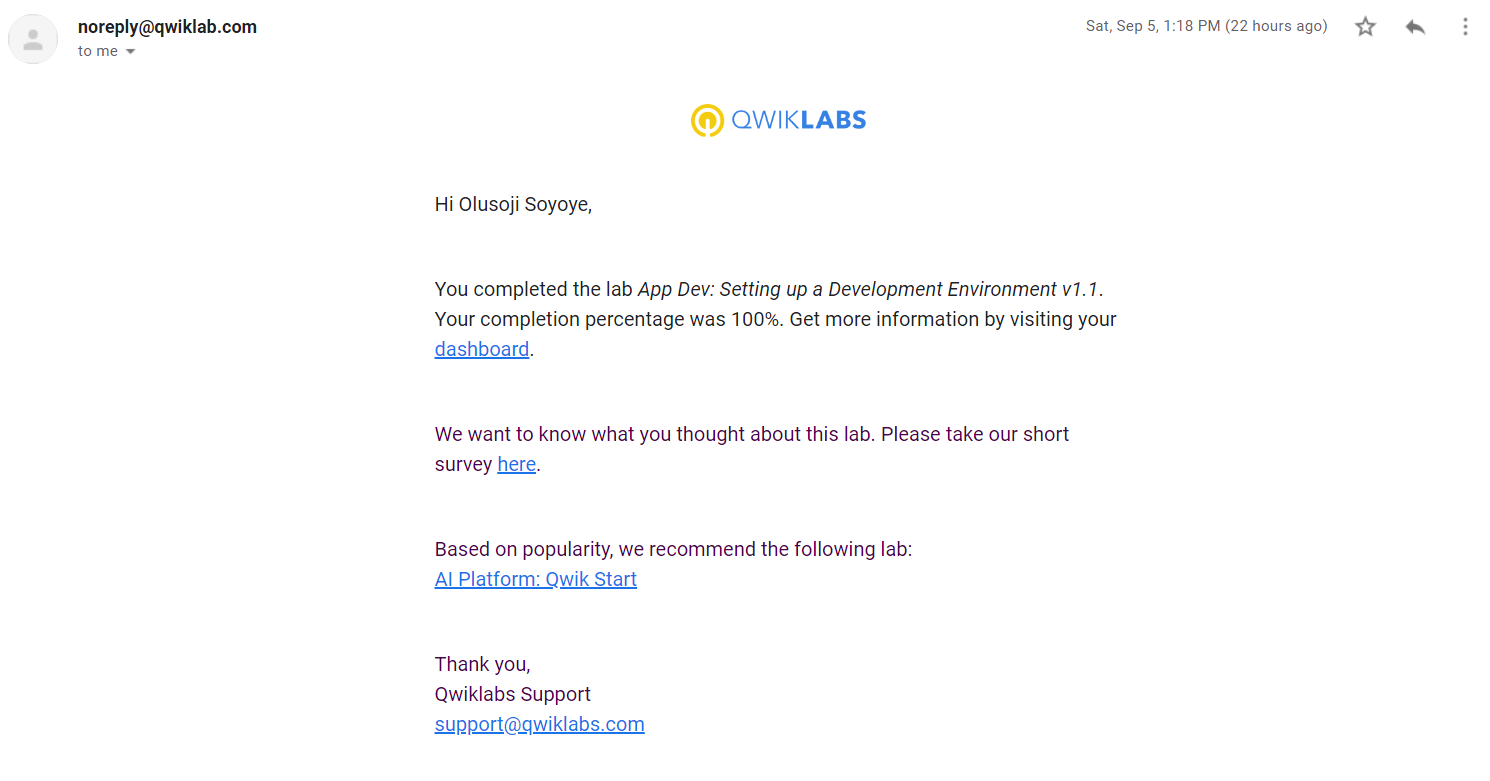 noreply@qwiklab.com
Sat, Sep 5, 1:18 PM (22 hours ago)
to me
QWIKLABS
Hi Olusoji Soyoye,
You completed the lab App Dev: Setting up a Development Environment v1.1.
Your completion percentage was 100%. Get more information by visiting your
dashboard.
We want to know what you thought about this lab. Please take our short
survey here.
Based on popularity, we recommend the following lab:
AI Platform: Qwik Start
Thank you,
Qwiklabs Support
support@qwiklabs.com